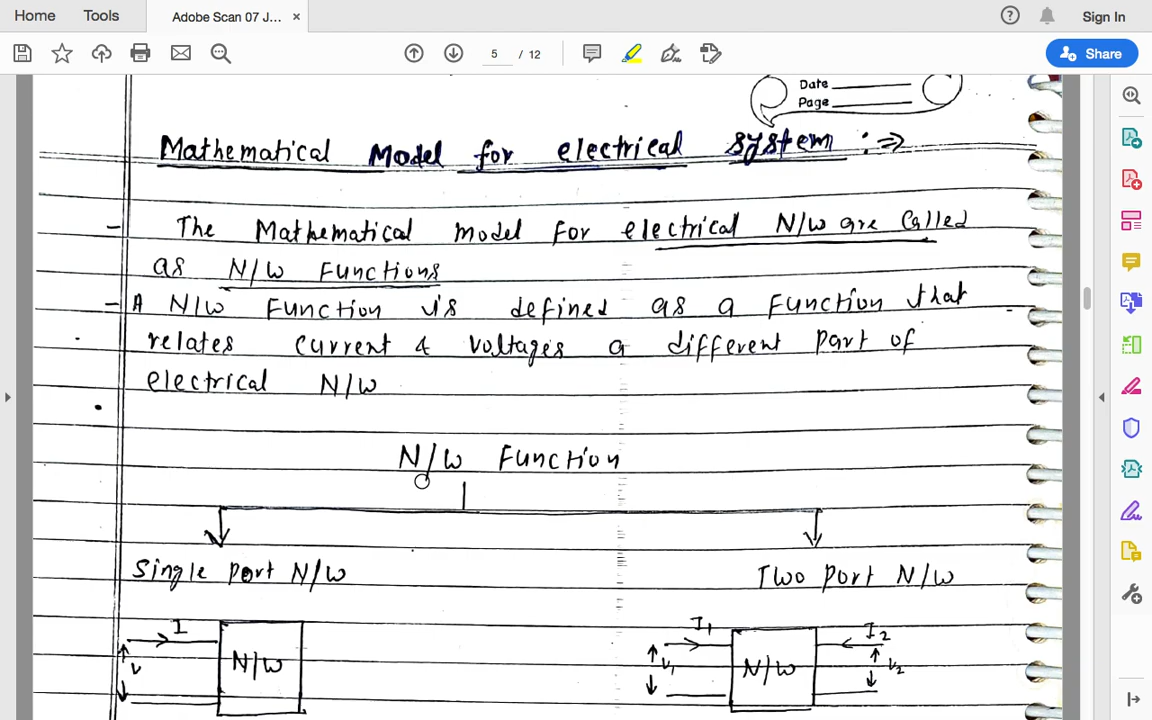 Home Tools Adobe Scan 07 J... × Sign In
5 / 12 Share
Date
Page
Mathematical Model for electrical system :⇒
- The Mathematical model for electrical N/W are called
as N/W Functions
- A N/W Function is defined as a function that
relates current & voltages a different part of
electrical N/W
N/W Function
Single port N/W Two port N/W
I I1 I2
V N/W V1 N/W V2